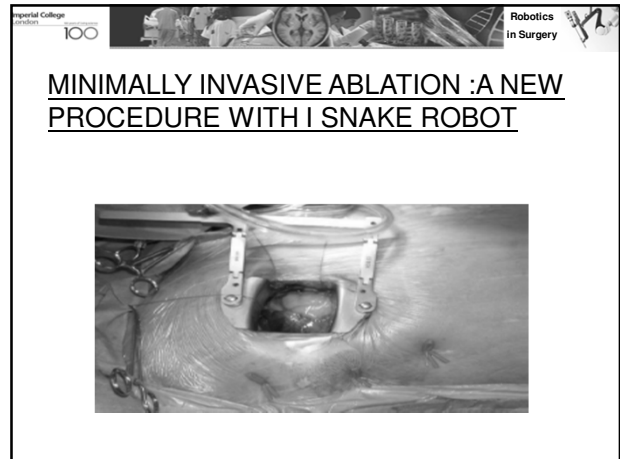 Imperial College
London
100
Robotics
in Surgery
MINIMALLY INVASIVE ABLATION :A NEW
PROCEDURE WITH I SNAKE ROBOT